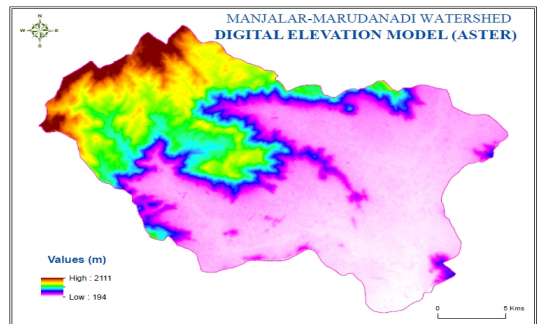 MANJALAR-MARUDANADI WATERSHED
DIGITAL ELEVATION MODEL (ASTER)
N
W E
S
Values (m)
High : 2111
Low : 194
0 5 Kms